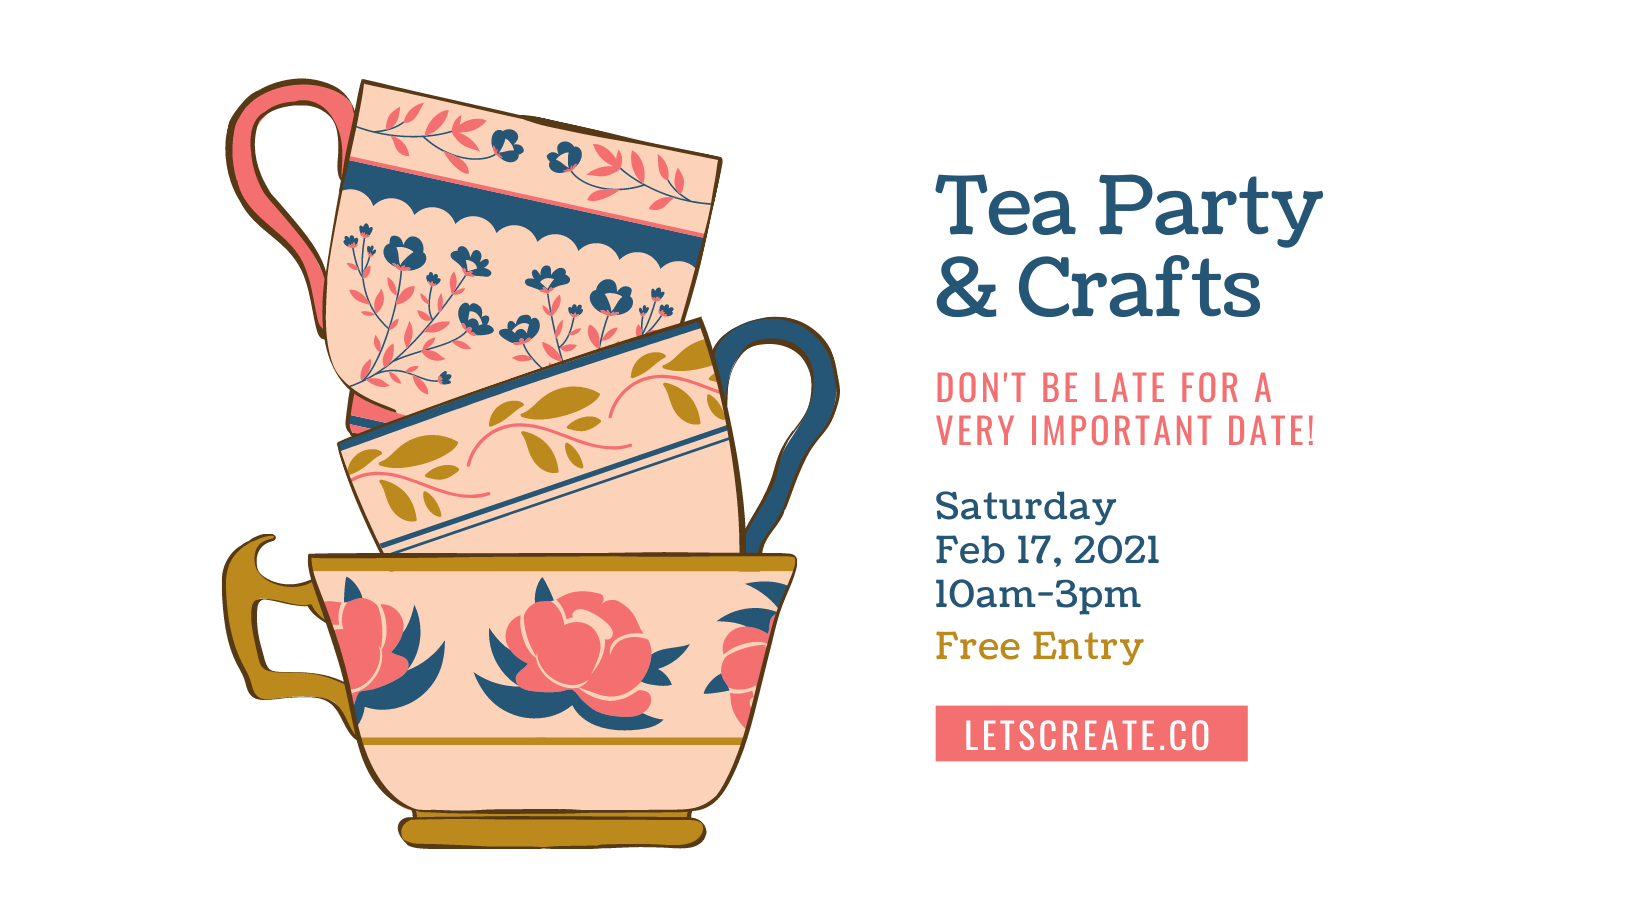 Tea Party
& Crafts
DON'T BE LATE FOR A
VERY IMPORTANT DATE!
Saturday
Feb 17, 2021
10am-3pm
Free Entry
LETSCREATE.CO